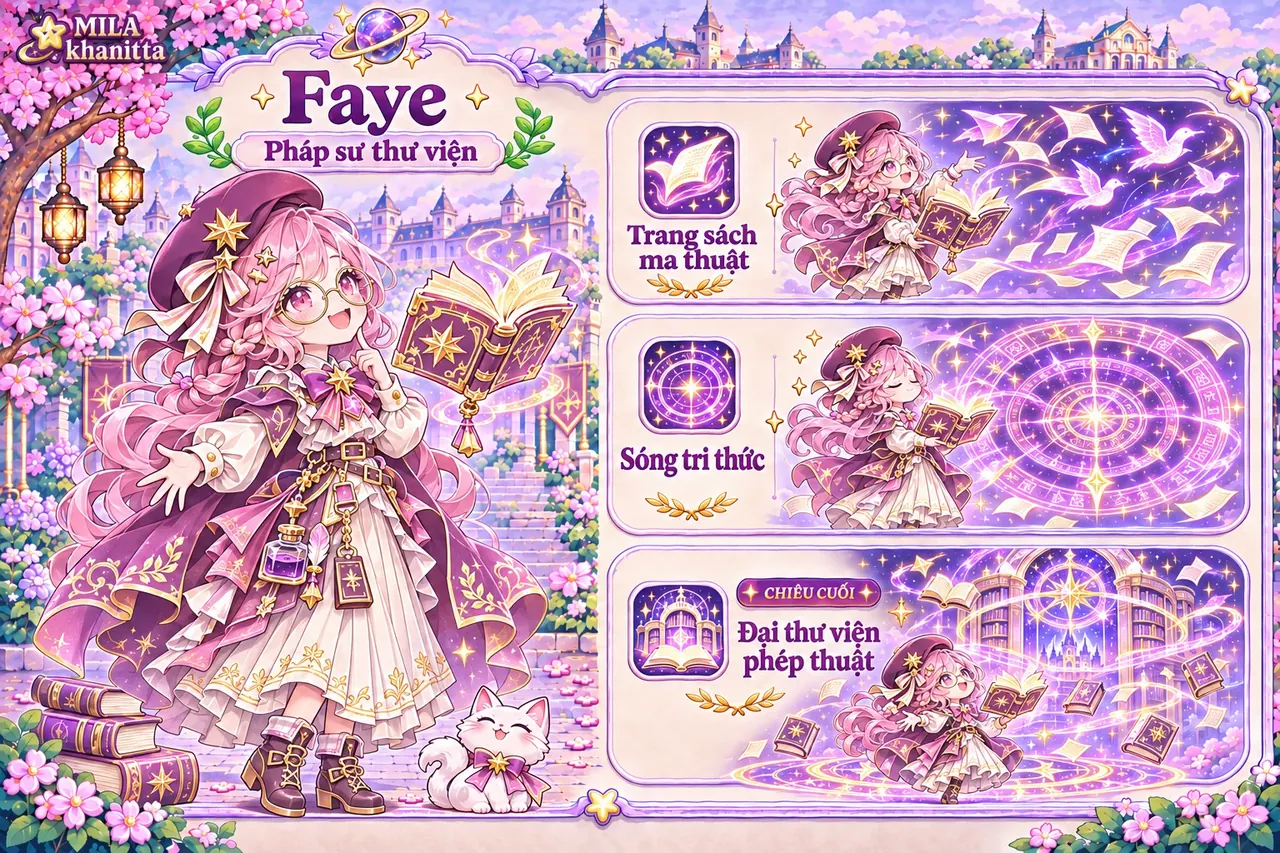 MILA
khanitta
Faye
Pháp sư thư viện
Trang sách
ma thuật
Sóng tri thức
CHIÊU CUỐI
Đại thư viện
phép thuật